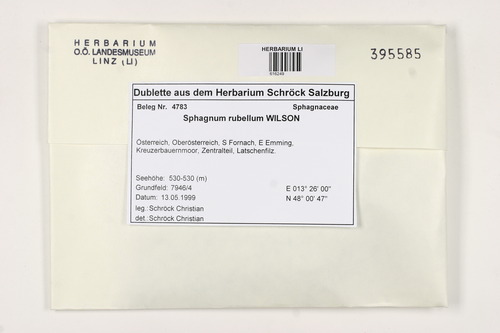 HERBARIUM
O.Ö. LANDESMUSEUM
LINZ (LI)
HERBARIUM LI
395585
Dublette aus dem Herbarium Schröck Salzburg
Beleg Nr. 4783 Sphagnaceae
Sphagnum rubellum WILSON
Österreich, Oberösterreich, S Fornach, E Emming,
Kreuzerbauernmoor, Zentralteil, Latschenfilz.
Seehöhe: 530-530 (m)
Grundfeld: 7946/4 E 013° 26' 00''
Datum: 13.05.1999 N 48° 00' 47''
leg.:Schröck Christian
det.:Schröck Christian